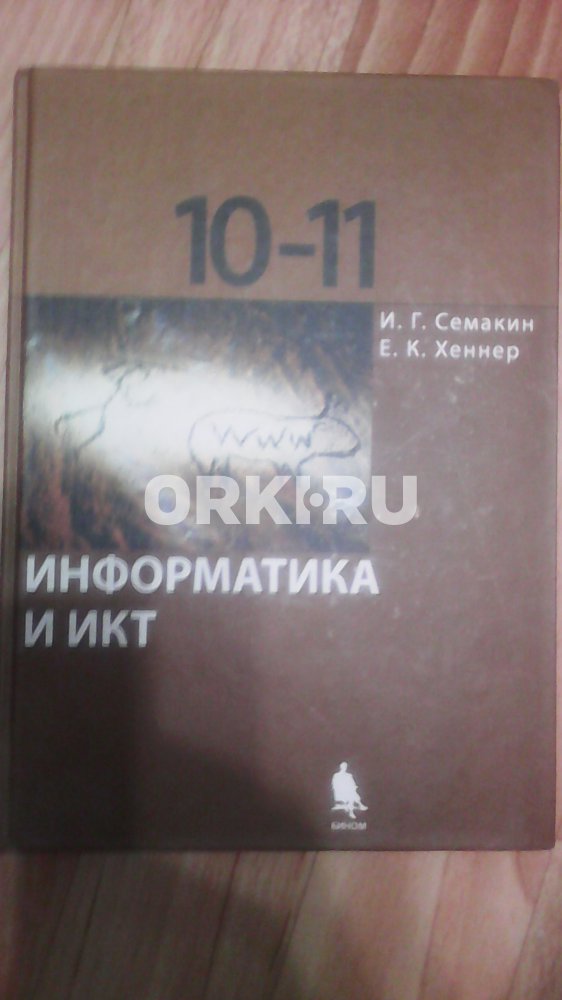 10-11
И. Г. Семакин
Е. К. Хеннер
www
ORKI.RU
ИНФОРМАТИКА
И ИКТ
БИНОМ